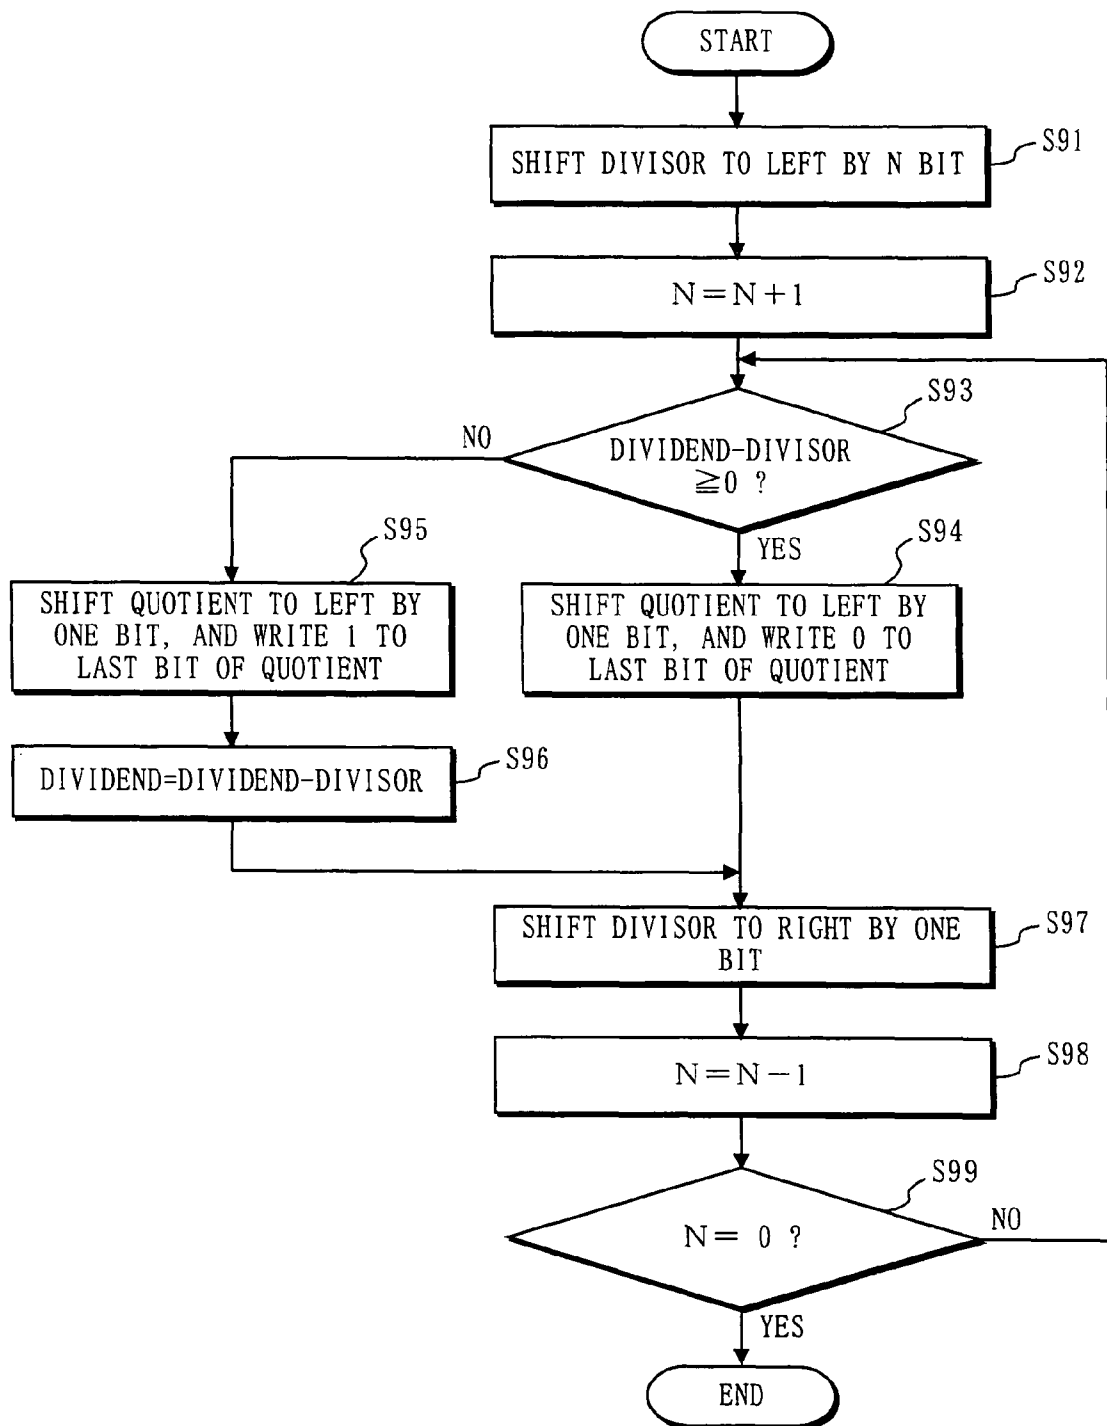 START
SHIFT DIVISOR TO LEFT BY N BIT
S91
N=N+1
S92
S93
DIVIDEND-DIVISOR
≧0 ?
NO
YES
S95
SHIFT QUOTIENT TO LEFT BY
ONE BIT, AND WRITE 1 TO
LAST BIT OF QUOTIENT
S94
SHIFT QUOTIENT TO LEFT BY
ONE BIT, AND WRITE 0 TO
LAST BIT OF QUOTIENT
DIVIDEND=DIVIDEND-DIVISOR
S96
SHIFT DIVISOR TO RIGHT BY ONE
BIT
S97
N=N-1
S98
S99
N= 0 ?
NO
YES
END